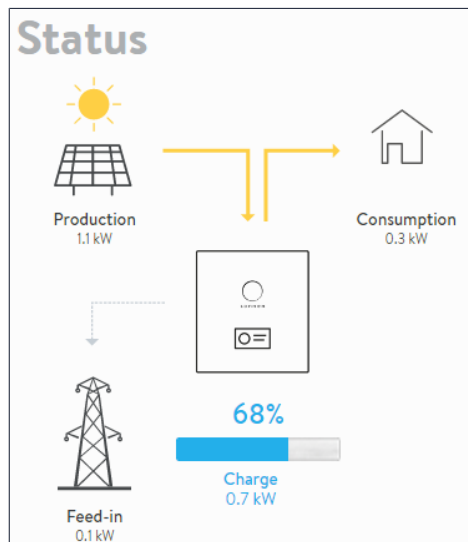 Status
Production
1.1 kW
Consumption
0.3 kW
68%
Charge
0.7 kW
Feed-in
0.1 kW